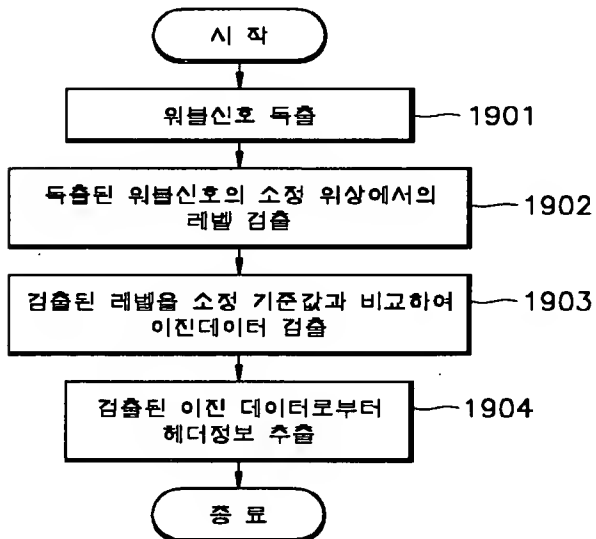 시 작
워블신호 독출
1901
독출된 워블신호의 소정 위상에서의
레벨 검출
1902
검출된 레벨을 소정 기준값과 비교하여
이진데이터 검출
1903
검출된 이진 데이터로부터
헤더정보 추출
1904
종 료